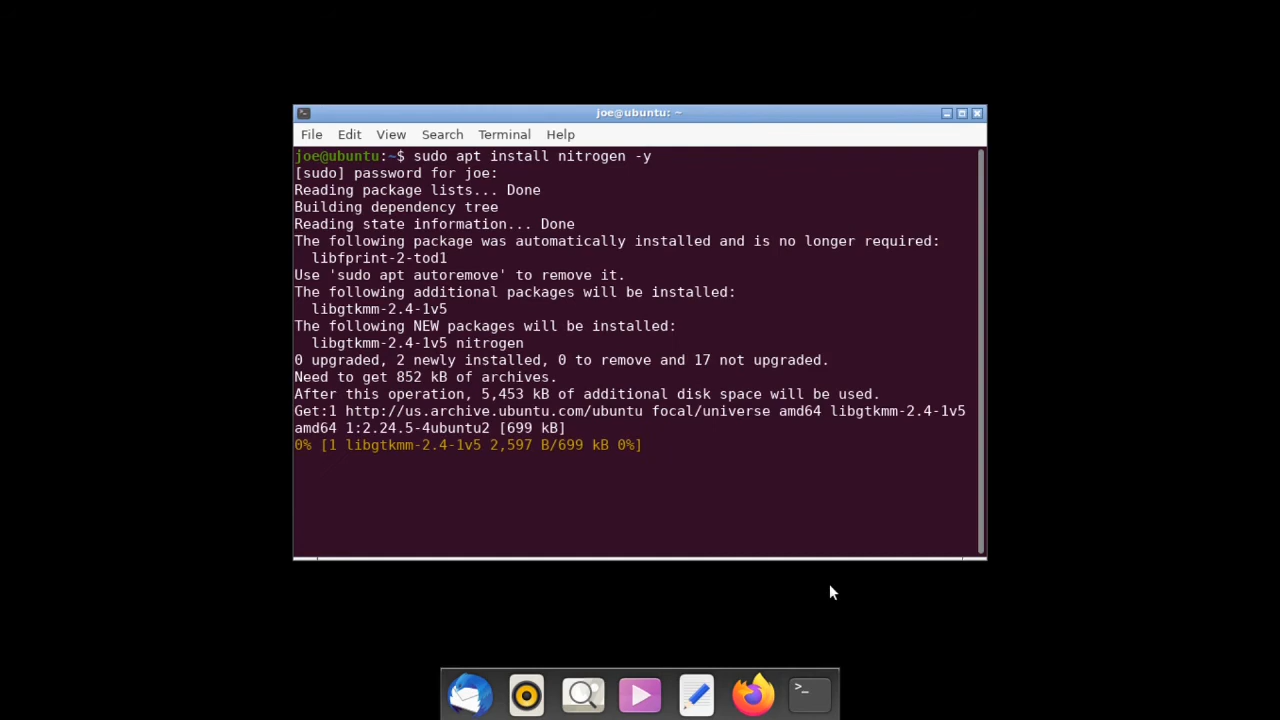 joe@ubuntu: ~
File Edit View Search Terminal Help
joe@ubuntu:~$ sudo apt install nitrogen -y
[sudo] password for joe:
Reading package lists... Done
Building dependency tree
Reading state information... Done
The following package was automatically installed and is no longer required:
  libfprint-2-tod1
Use 'sudo apt autoremove' to remove it.
The following additional packages will be installed:
  libgtkmm-2.4-1v5
The following NEW packages will be installed:
  libgtkmm-2.4-1v5 nitrogen
0 upgraded, 2 newly installed, 0 to remove and 17 not upgraded.
Need to get 852 kB of archives.
After this operation, 5,453 kB of additional disk space will be used.
Get:1 http://us.archive.ubuntu.com/ubuntu focal/universe amd64 libgtkmm-2.4-1v5
amd64 1:2.24.5-4ubuntu2 [699 kB]
0% [1 libgtkmm-2.4-1v5 2,597 B/699 kB 0%]
>_